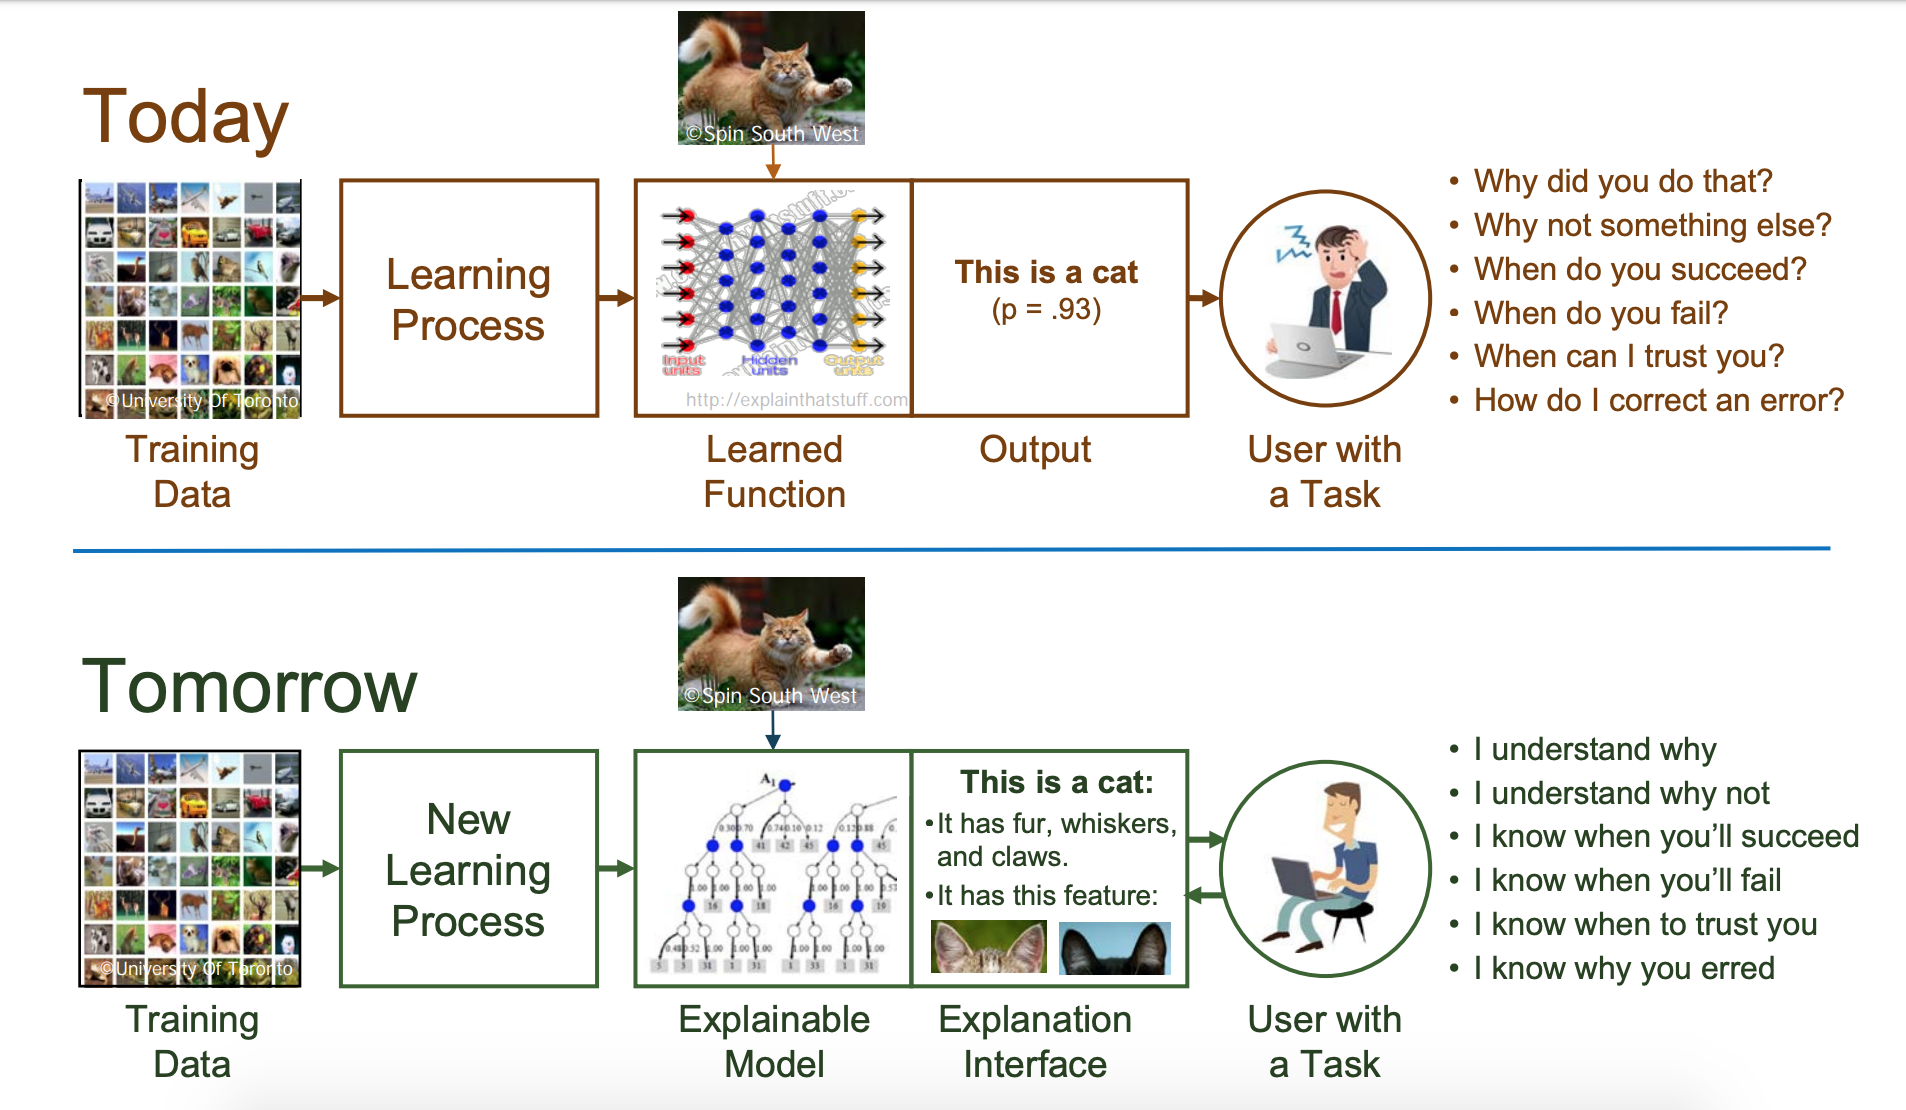 Today
©Spin South West
©University Of Toronto
Training
Data
Learning
Process
Input
units
Hidden
units
Output
units
http://explainthatstuff.com
Learned
Function
This is a cat
(p = .93)
Output
User with
a Task
• Why did you do that?
• Why not something else?
• When do you succeed?
• When do you fail?
• When can I trust you?
• How do I correct an error?
Tomorrow
©Spin South West
©University Of Toronto
Training
Data
New
Learning
Process
A1
Explainable
Model
This is a cat:
•It has fur, whiskers,
and claws.
•It has this feature:
Explanation
Interface
User with
a Task
• I understand why
• I understand why not
• I know when you’ll succeed
• I know when you’ll fail
• I know when to trust you
• I know why you erred